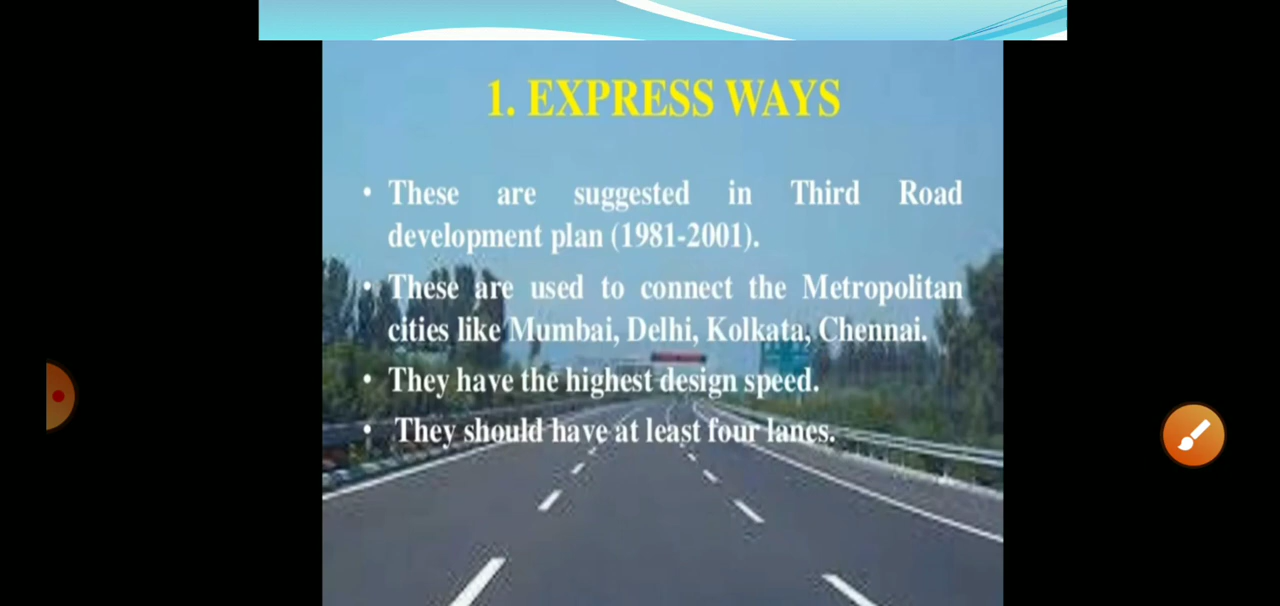 1. EXPRESS WAYS
• These are suggested in Third Road
development plan (1981-2001).
• These are used to connect the Metropolitan
cities like Mumbai, Delhi, Kolkata, Chennai.
• They have the highest design speed.
• They should have at least four lanes.